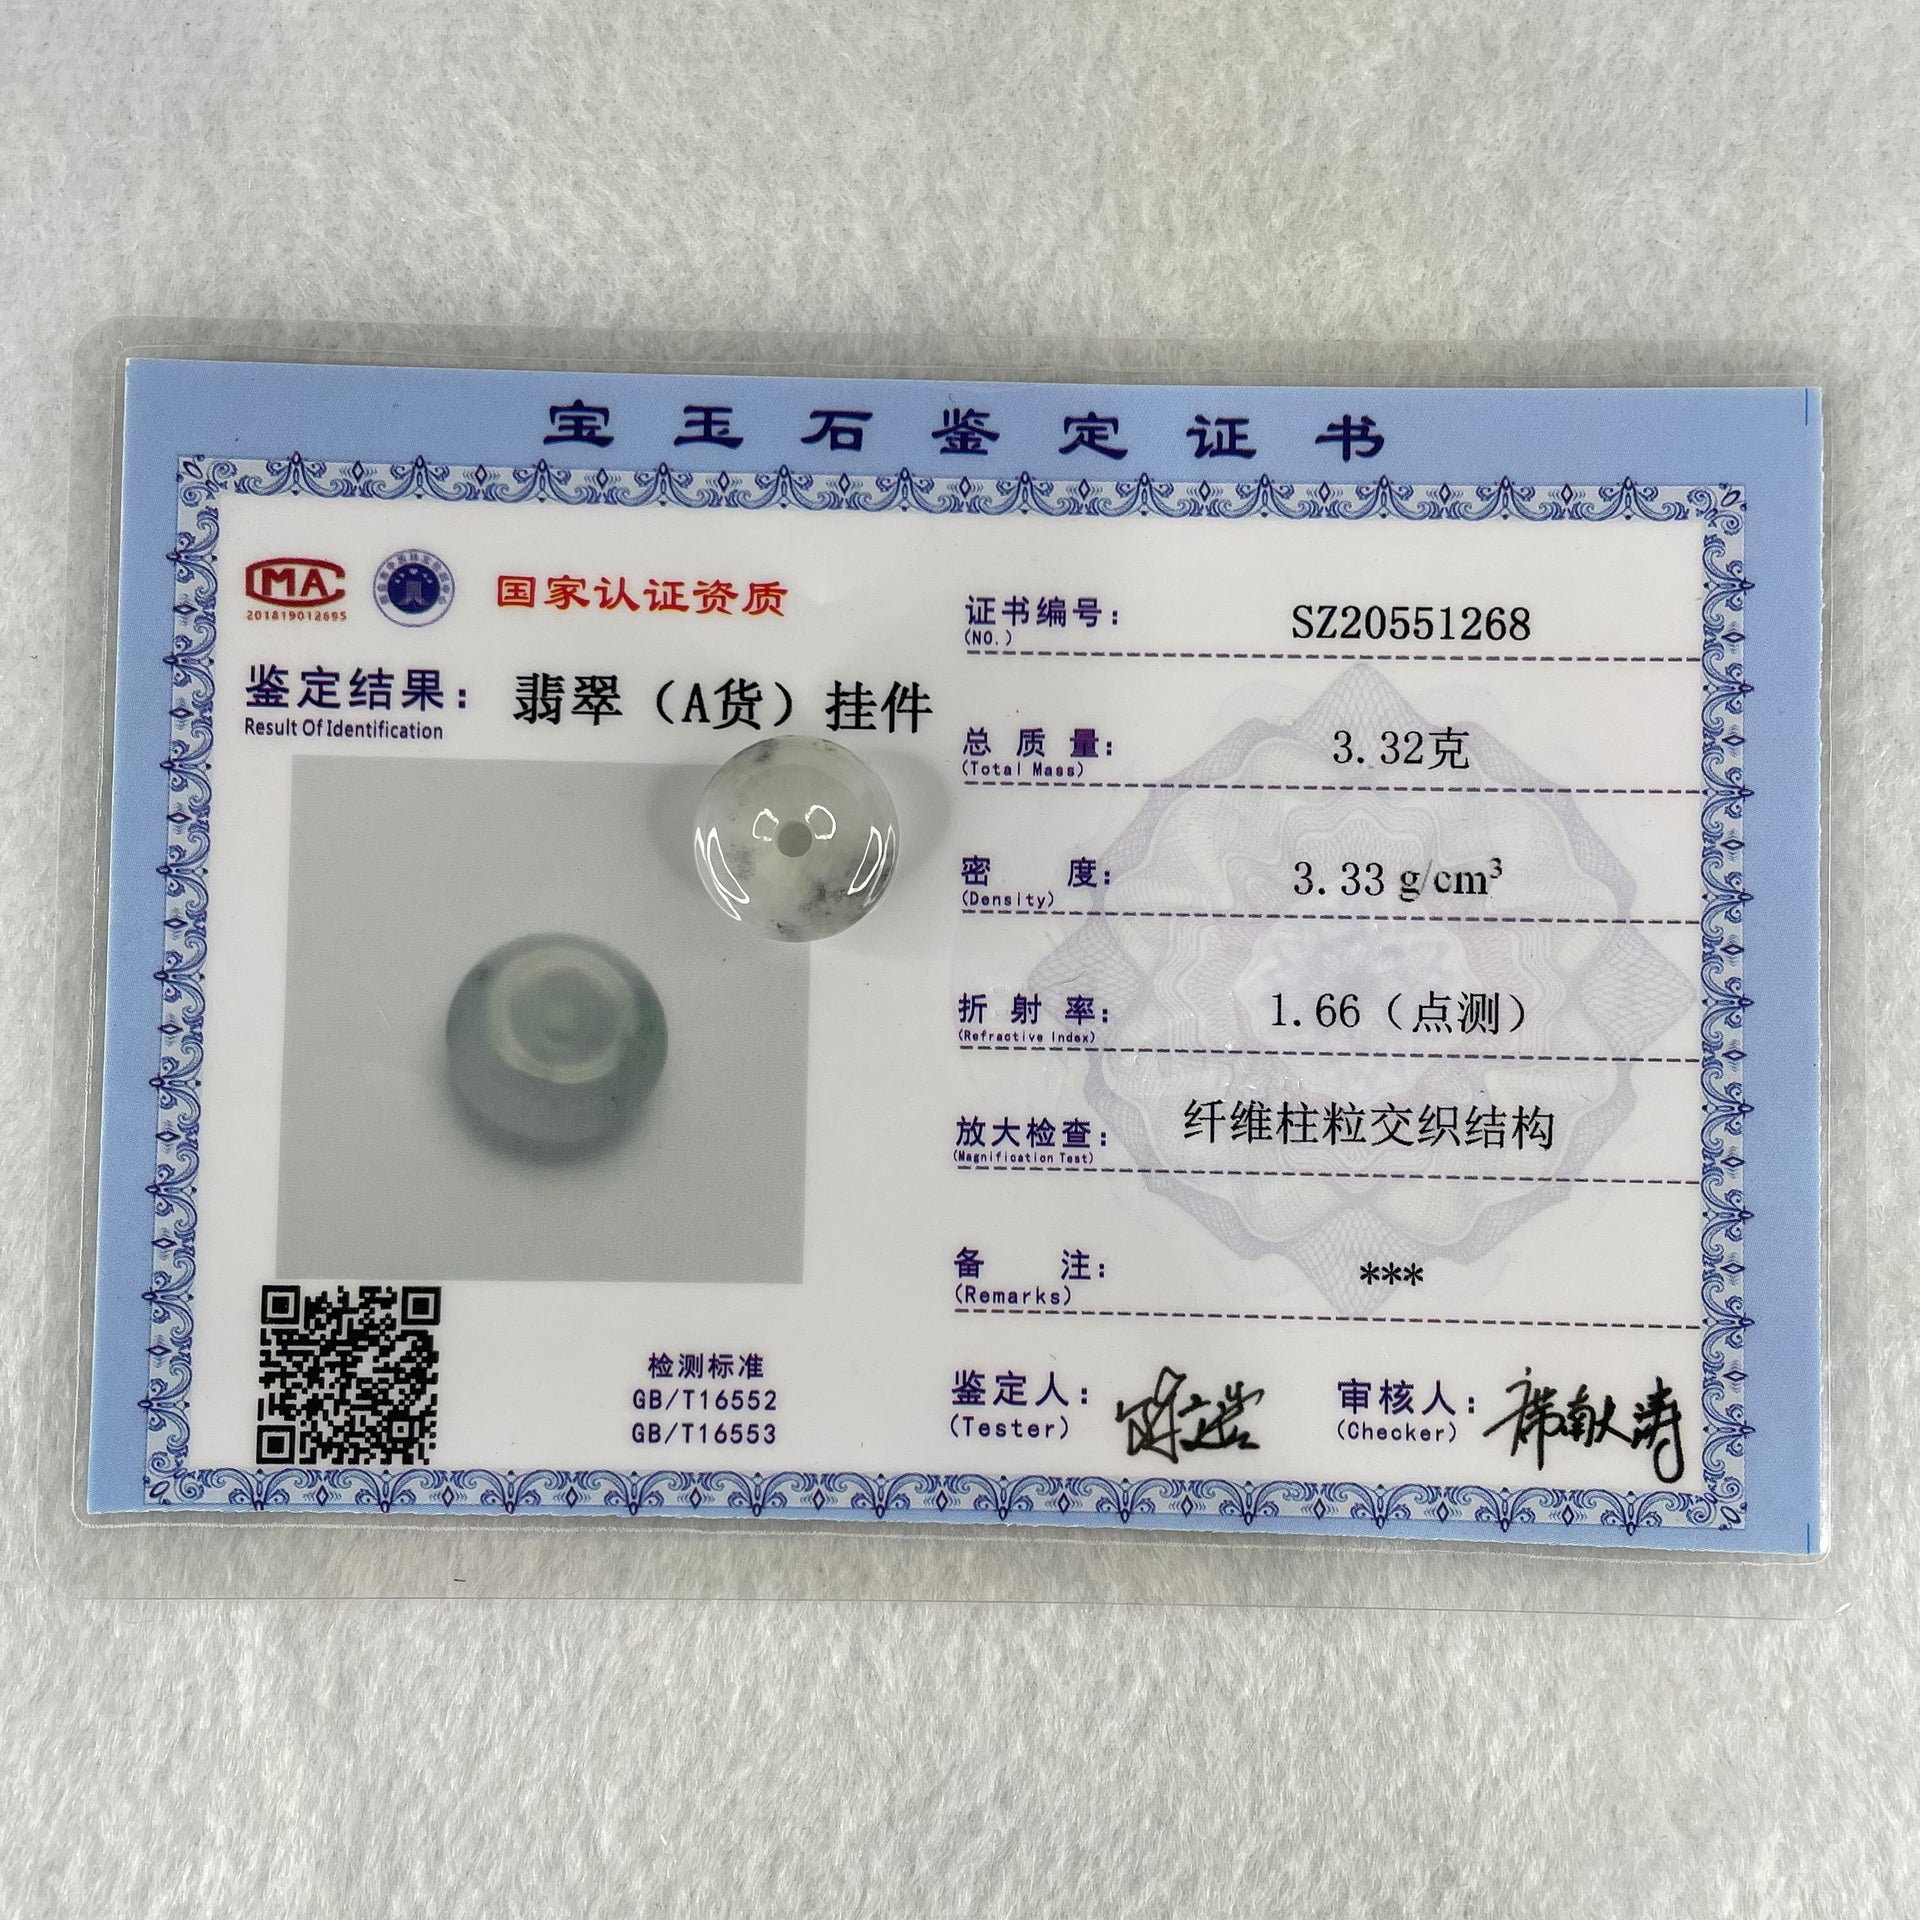 宝玉石鉴定证书
CMA
201819012695
国家认证资质
鉴定结果：翡翠（A货）挂件
Result Of Identification
证书编号： SZ20551268
(NO.)
总质量： 3.32克
(Total Mass)
密度： 3.33 g/cm³
(Density)
折射率： 1.66（点测）
(Refractive Index)
放大检查： 纤维柱粒交织结构
(Magnification Test)
备注： ***
(Remarks)
检测标准
GB/T16552
GB/T16553
鉴定人：
(Tester)
审核人：
(Checker)